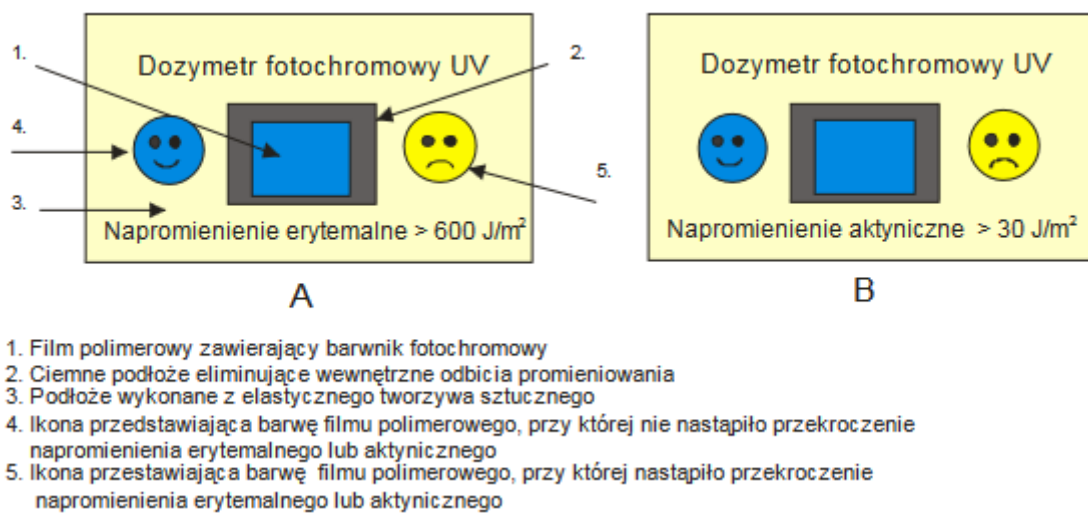 1.
2.
Dozymetr fotochromowy UV
4.
3.
5.
Napromienienie erytemalne > 600 J/m²
A
Dozymetr fotochromowy UV
Napromienienie aktyniczne > 30 J/m²
B
1. Film polimerowy zawierający barwnik fotochromowy
2. Ciemne podłoże eliminujące wewnętrzne odbicia promieniowania
3. Podłoże wykonane z elastycznego tworzywa sztucznego
4. Ikona przedstawiająca barwę filmu polimerowego, przy której nie nastąpiło przekroczenie
napromienienia erytemalnego lub aktynicznego
5. Ikona przestawiająca barwę filmu polimerowego, przy której nastąpiło przekroczenie
napromienienia erytemalnego lub aktynicznego